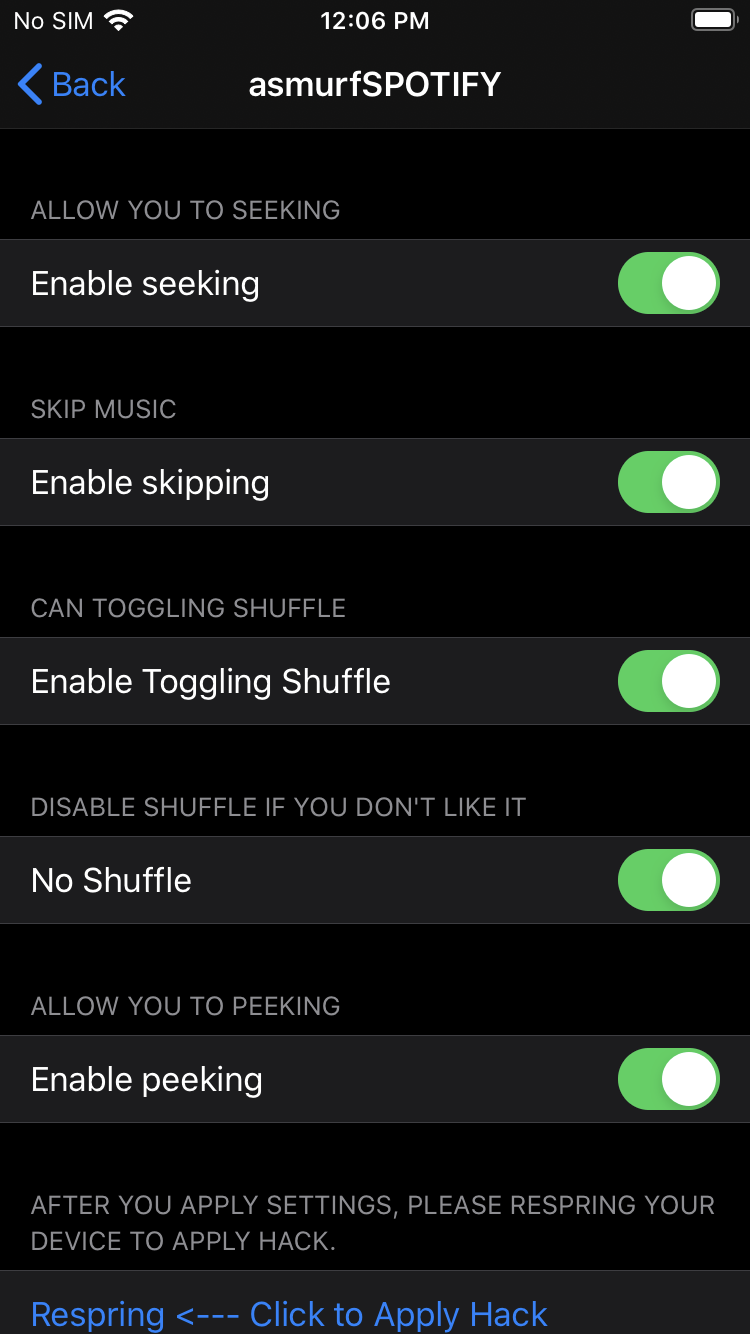 No SIM 12:06 PM
Back asmurfSPOTIFY
ALLOW YOU TO SEEKING
Enable seeking
SKIP MUSIC
Enable skipping
CAN TOGGLING SHUFFLE
Enable Toggling Shuffle
DISABLE SHUFFLE IF YOU DON'T LIKE IT
No Shuffle
ALLOW YOU TO PEEKING
Enable peeking
AFTER YOU APPLY SETTINGS, PLEASE RESPRING YOUR
DEVICE TO APPLY HACK.
Respring <--- Click to Apply Hack